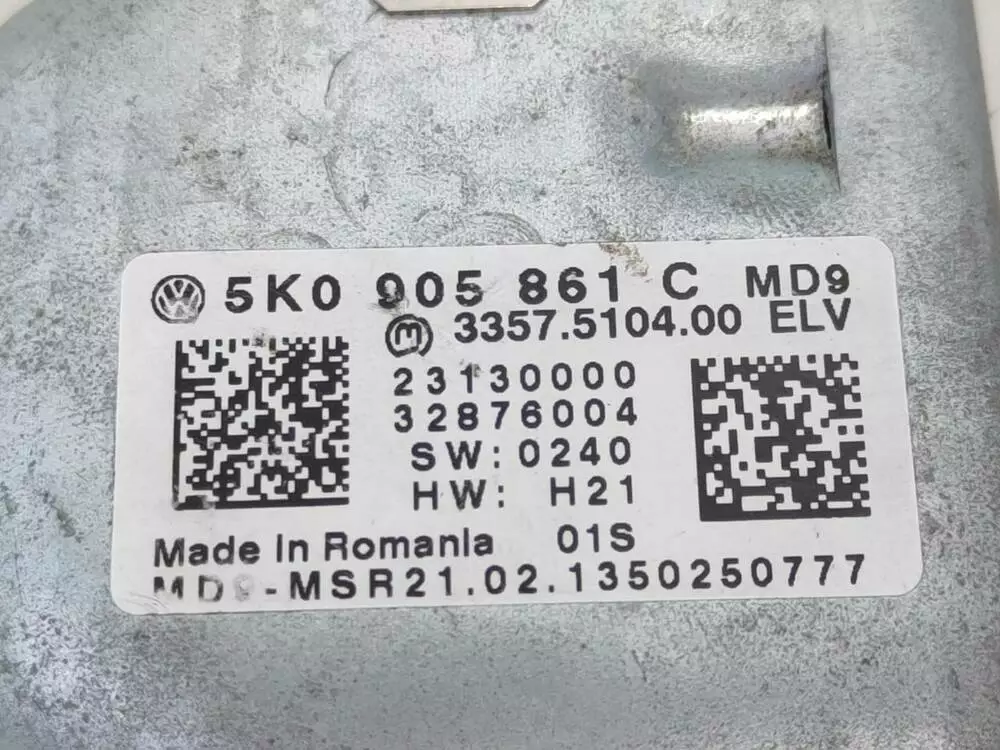 5K0 905 861 C MD9
3357.5104.00 ELV
23130000
32876004
SW: 0240
HW: H21
Made In Romania 01S
MD9-MSR21.02.1350250777